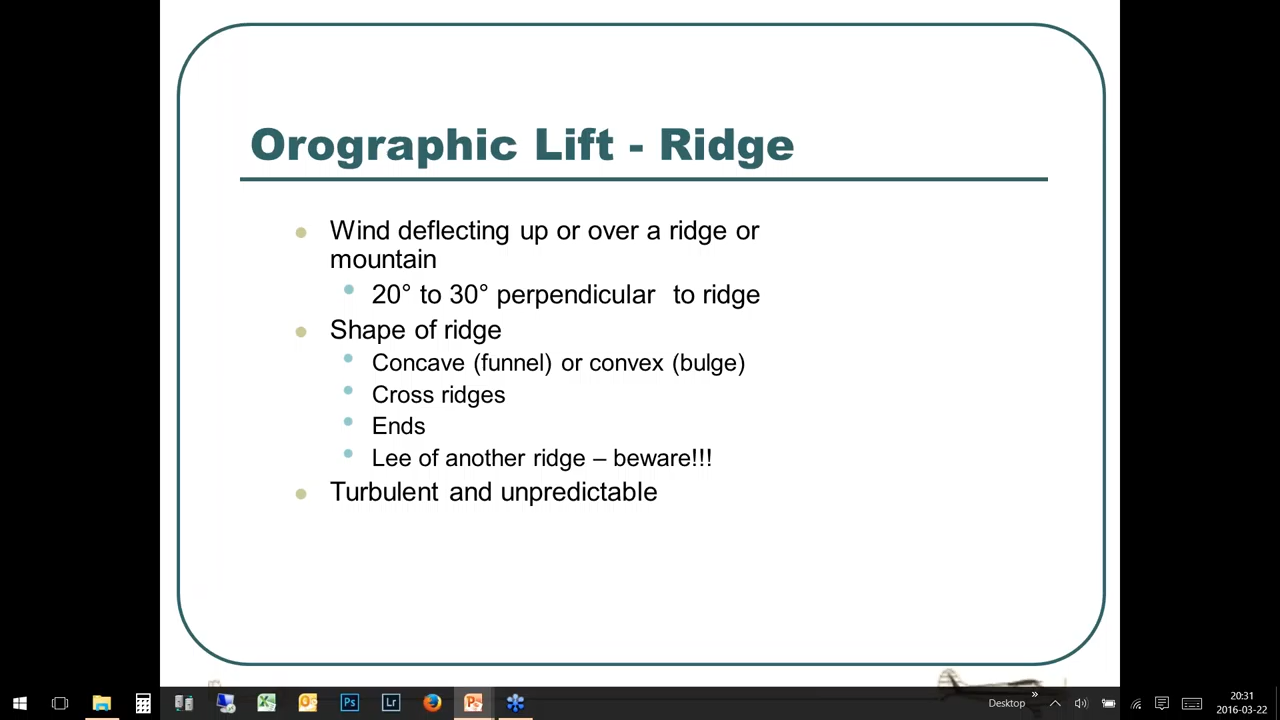 Orographic Lift - Ridge
Wind deflecting up or over a ridge or
mountain
20° to 30° perpendicular to ridge
Shape of ridge
Concave (funnel) or convex (bulge)
Cross ridges
Ends
Lee of another ridge – beware!!!
Turbulent and unpredictable
Ps
Lr
Desktop
»
20:31
2016-03-22